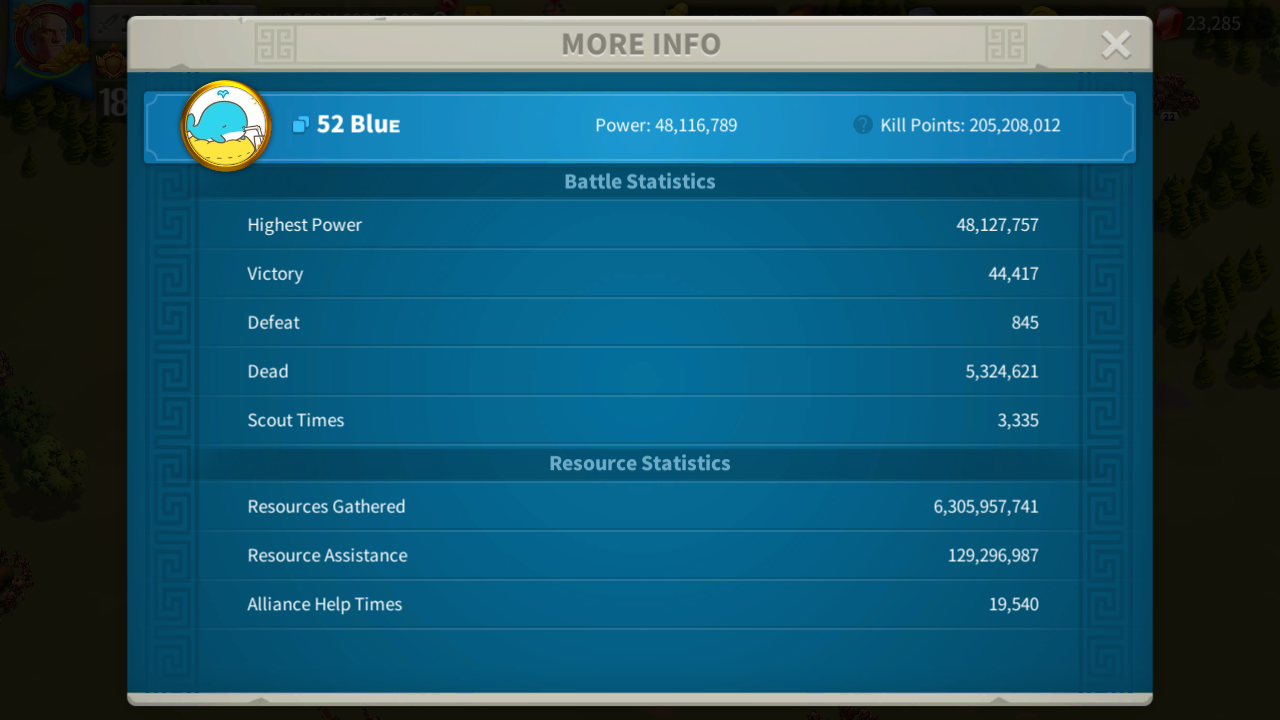 23,285
MORE INFO
18
52 Blue
Power: 48,116,789
Kill Points: 205,208,012
Battle Statistics
Highest Power 48,127,757
Victory 44,417
Defeat 845
Dead 5,324,621
Scout Times 3,335
Resource Statistics
Resources Gathered 6,305,957,741
Resource Assistance 129,296,987
Alliance Help Times 19,540